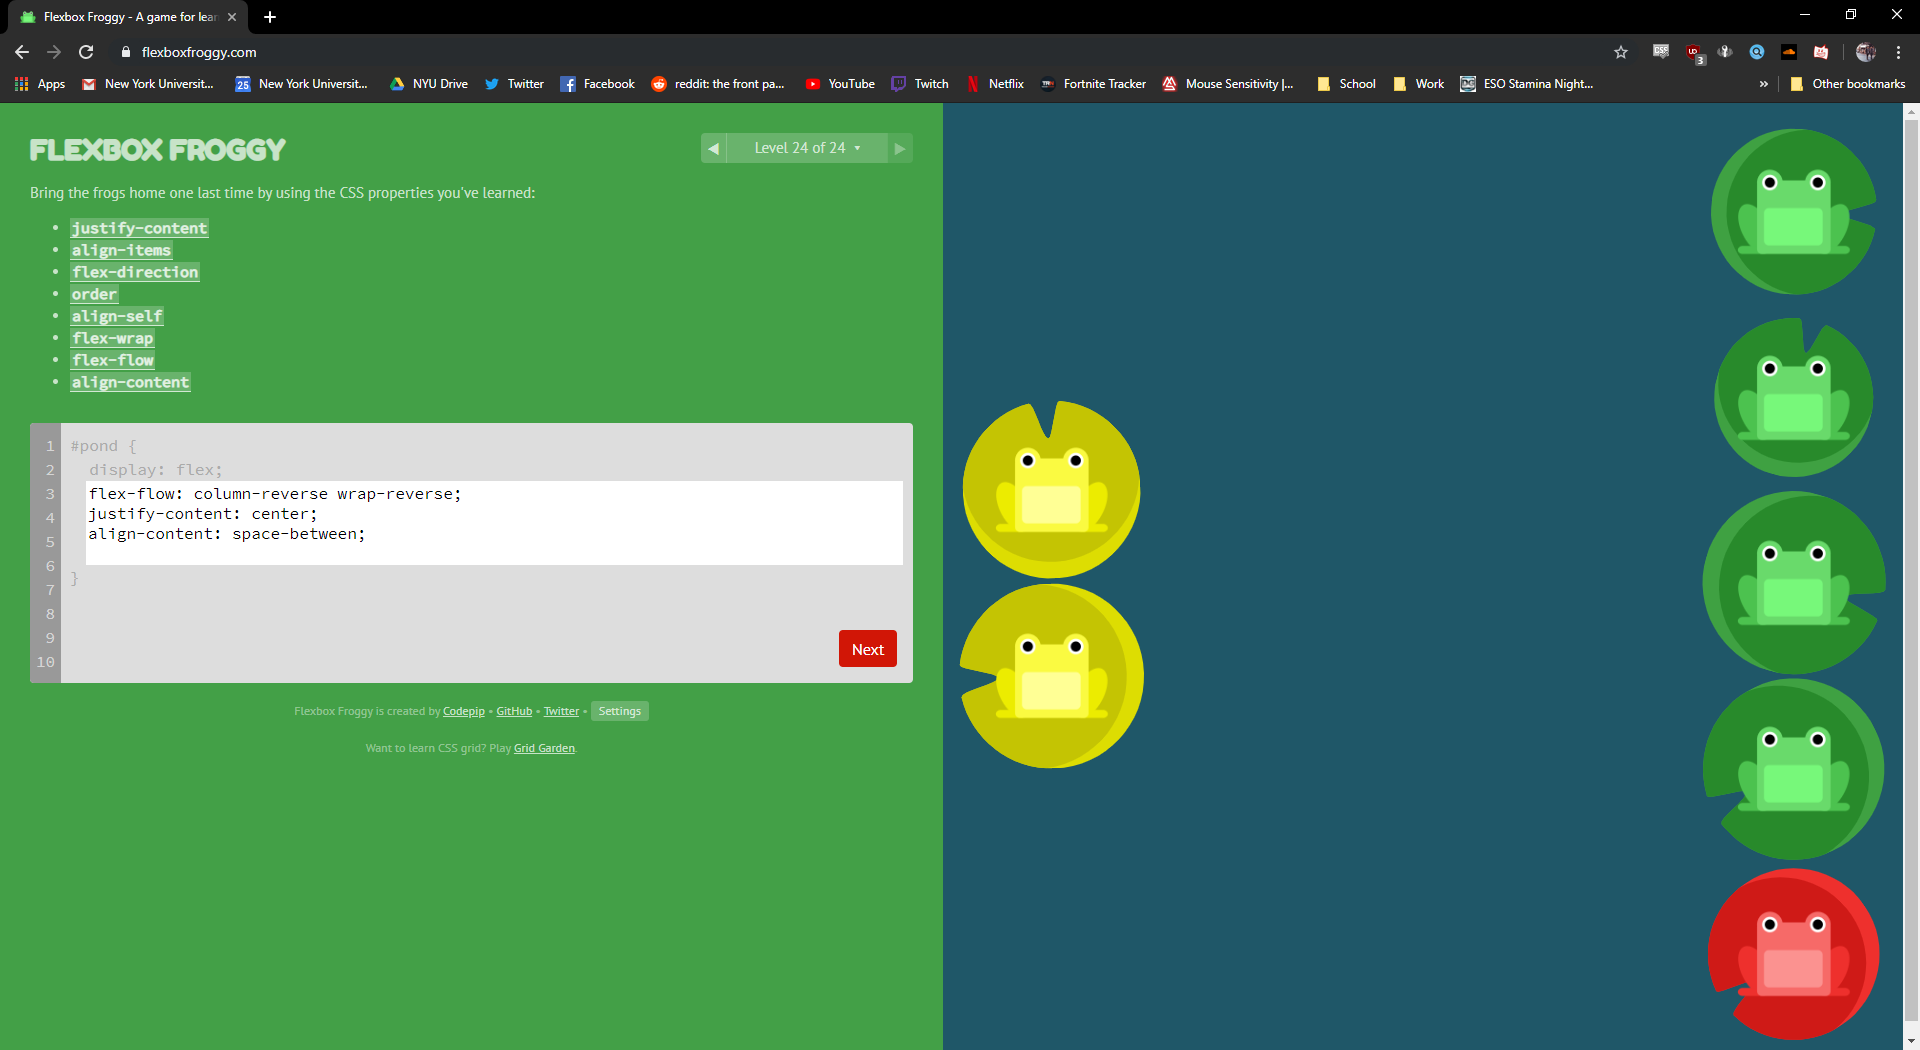 Flexbox Froggy - A game for lear
flexboxfroggy.com
CSS
UD
3
Apps
New York Universit...
25
New York Universit...
NYU Drive
Twitter
Facebook
reddit: the front pa...
YouTube
Twitch
Netflix
Fortnite Tracker
Mouse Sensitivity |...
School
Work
ESO Stamina Night...
»
Other bookmarks
FLEXBOX FROGGY
◀ Level 24 of 24 ▾ ▶
Bring the frogs home one last time by using the CSS properties you've learned:
• justify-content
• align-items
• flex-direction
• order
• align-self
• flex-wrap
• flex-flow
• align-content
1 #pond {
2 display: flex;
3 flex-flow: column-reverse wrap-reverse;
4 justify-content: center;
5 align-content: space-between;
6
7 }
8
9
10
Next
Flexbox Froggy is created by Codepip • GitHub • Twitter • Settings
Want to learn CSS grid? Play Grid Garden.